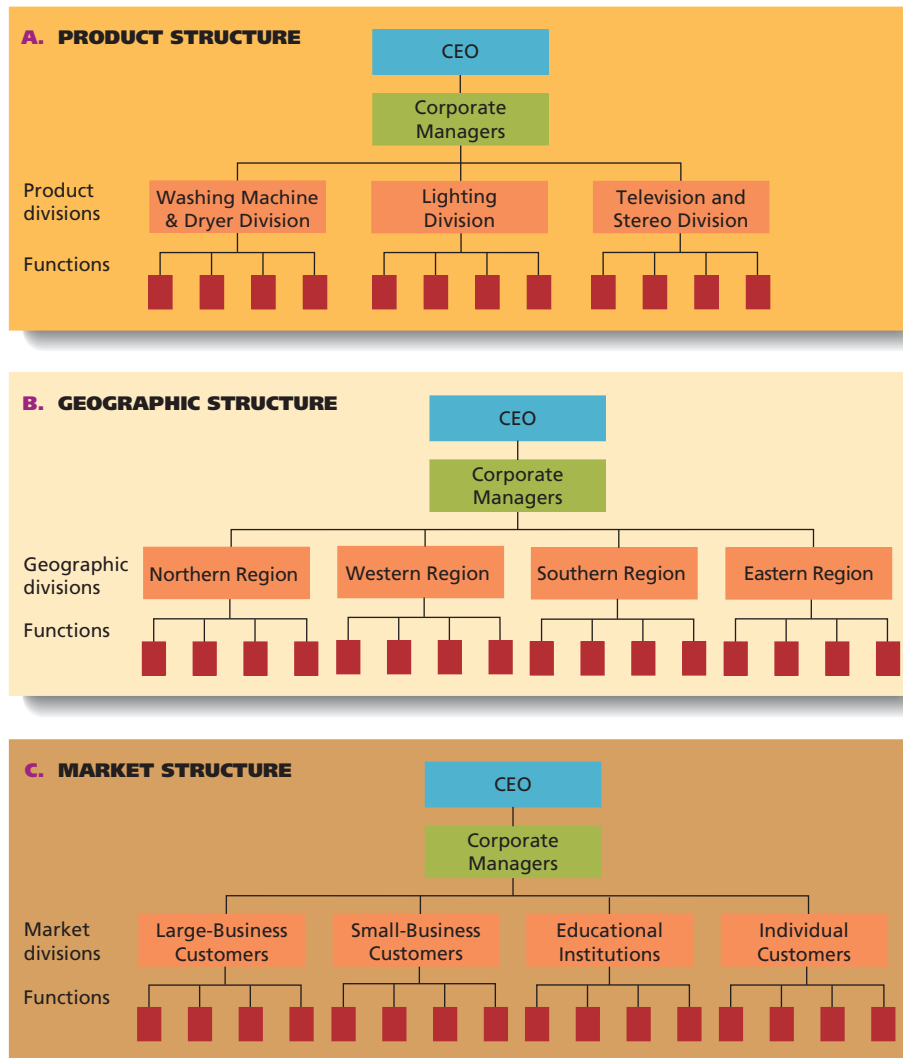 A. PRODUCT STRUCTURE
CEO
Corporate
Managers
Product
divisions
Washing Machine
& Dryer Division
Lighting
Division
Television and
Stereo Division
Functions
B. GEOGRAPHIC STRUCTURE
CEO
Corporate
Managers
Geographic
divisions
Northern Region
Western Region
Southern Region
Eastern Region
Functions
C. MARKET STRUCTURE
CEO
Corporate
Managers
Market
divisions
Large-Business
Customers
Small-Business
Customers
Educational
Institutions
Individual
Customers
Functions